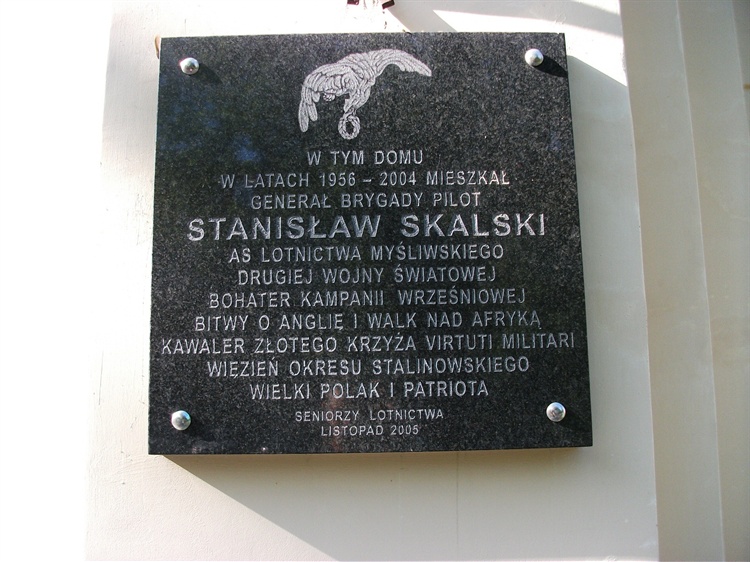 W TYM DOMU
W LATACH 1956 – 2004 MIESZKAŁ
GENERAŁ BRYGADY PILOT
STANISŁAW SKALSKI
AS LOTNICTWA MYŚLIWSKIEGO
DRUGIEJ WOJNY ŚWIATOWEJ
BOHATER KAMPANII WRZEŚNIOWEJ
BITWY O ANGLIĘ I WALK NAD AFRYKĄ
KAWALER ZŁOTEGO KRZYŻA VIRTUTI MILITARI
WIĘZIEŃ OKRESU STALINOWSKIEGO
WIELKI POLAK I PATRIOTA
SENIORZY LOTNICTWA
LISTOPAD 2005